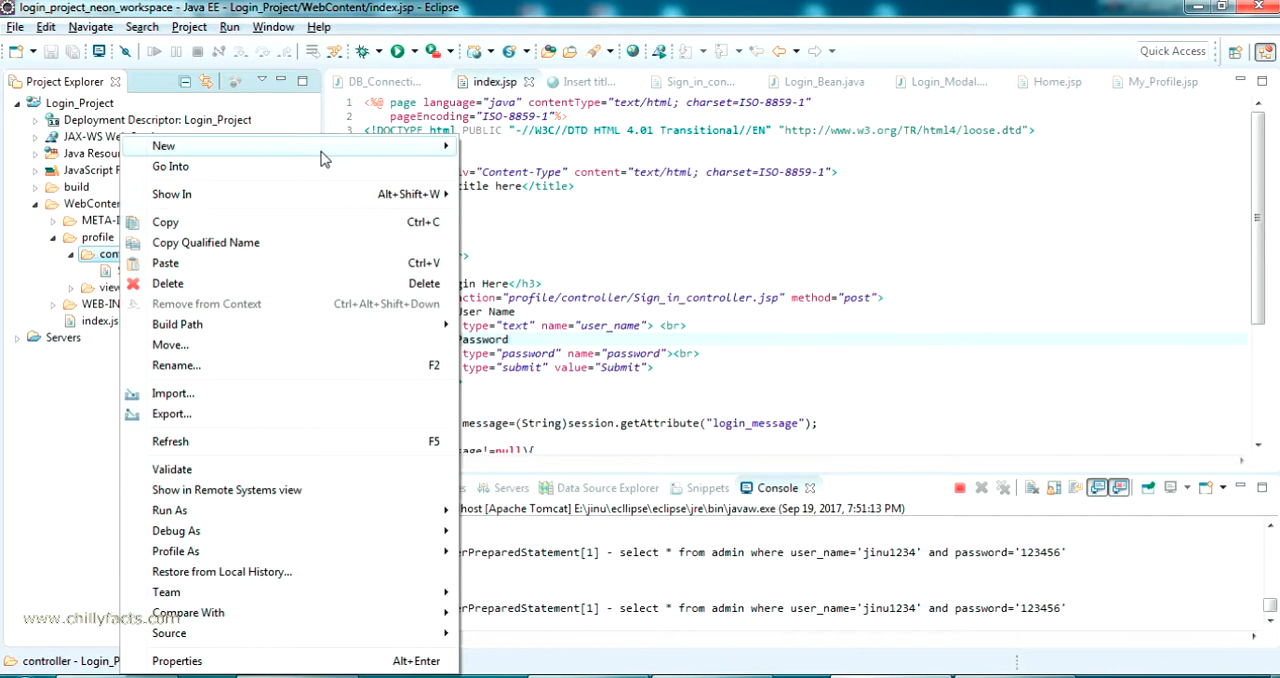 login_project_neon_workspace - Java EE - Login_Project/WebContent/index.jsp - Eclipse
File Edit Navigate Search Project Run Window Help
Quick Access
Project Explorer
DB_Connecti... index.jsp Insert titl... Sign_in_con... Login_Bean.java Login_Modal.... Home.jsp My_Profile.jsp
Login_Project
Deployment Descriptor: Login_Project
JAX-WS We
Java Resour
JavaScript F
build
WebConte
META-I
profile
con
view
WEB-IN
index.js
Servers
New
Go Into
Show In Alt+Shift+W
Copy Ctrl+C
Copy Qualified Name
Paste Ctrl+V
Delete Delete
Remove from Context Ctrl+Alt+Shift+Down
Build Path
Move...
Rename... F2
Import...
Export...
Refresh F5
Validate
Show in Remote Systems view
Run As
Debug As
Profile As
Restore from Local History...
Team
Compare With
Source
Properties Alt+Enter
1 <%@ page language="java" contentType="text/html; charset=ISO-8859-1"
2 pageEncoding="ISO-8859-1"%>
3 <!DOCTYPE html PUBLIC "-//W3C//DTD HTML 4.01 Transitional//EN" "http://www.w3.org/TR/html4/loose.dtd">
="Content-Type" content="text/html; charset=ISO-8859-1">
title here</title>
>
gin Here</h3>
ction="profile/controller/Sign_in_controller.jsp" method="post">
User Name
type="text" name="user_name"> <br>
Password
type="password" name="password"><br>
type="submit" value="Submit">
message=(String)session.getAttribute("login_message");
age!=null){
Servers Data Source Explorer Snippets Console
host [Apache Tomcat] E:\jinu\ecllipse\eclipse\jre\bin\javaw.exe (Sep 19, 2017, 7:51:13 PM)
erPreparedStatement[1] - select * from admin where user_name='jinu1234' and password='123456'
erPreparedStatement[1] - select * from admin where user_name='jinu1234' and password='123456'
www.chillyfacts.com
controller - Login_P